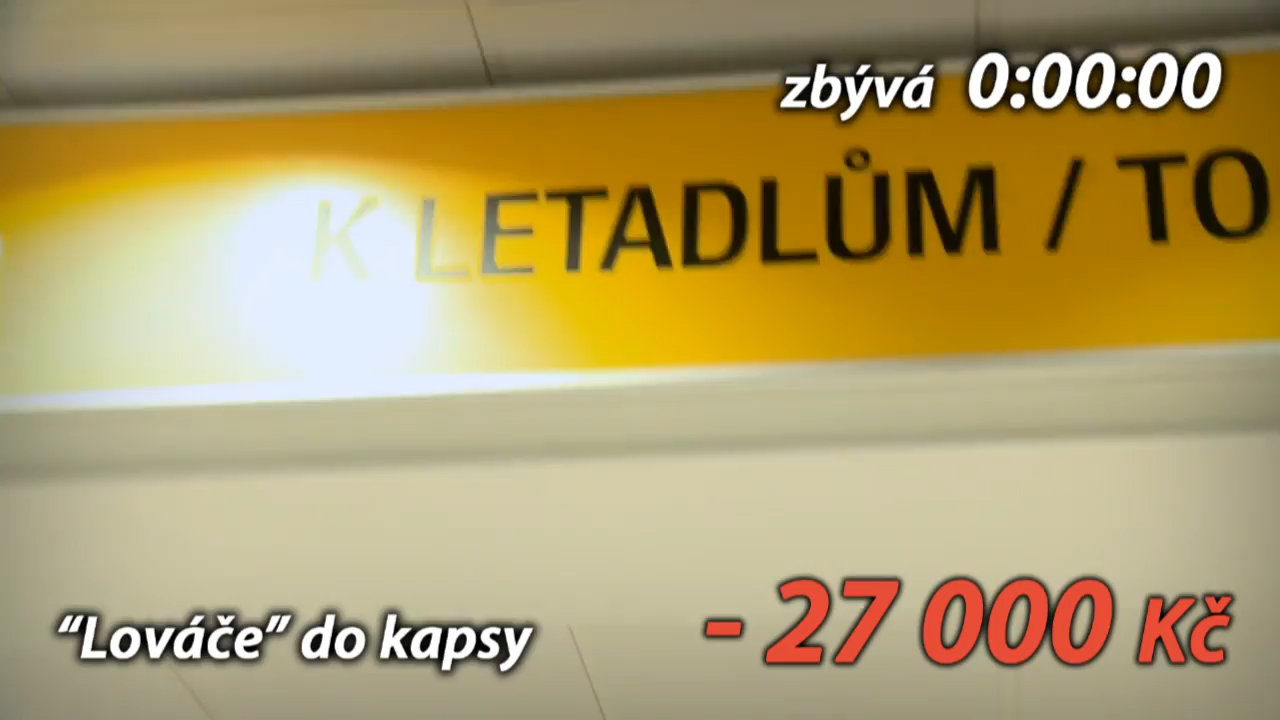 zbývá 0:00:00
K LETADLŮM / TO
“Lováče” do kapsy
- 27 000 Kč